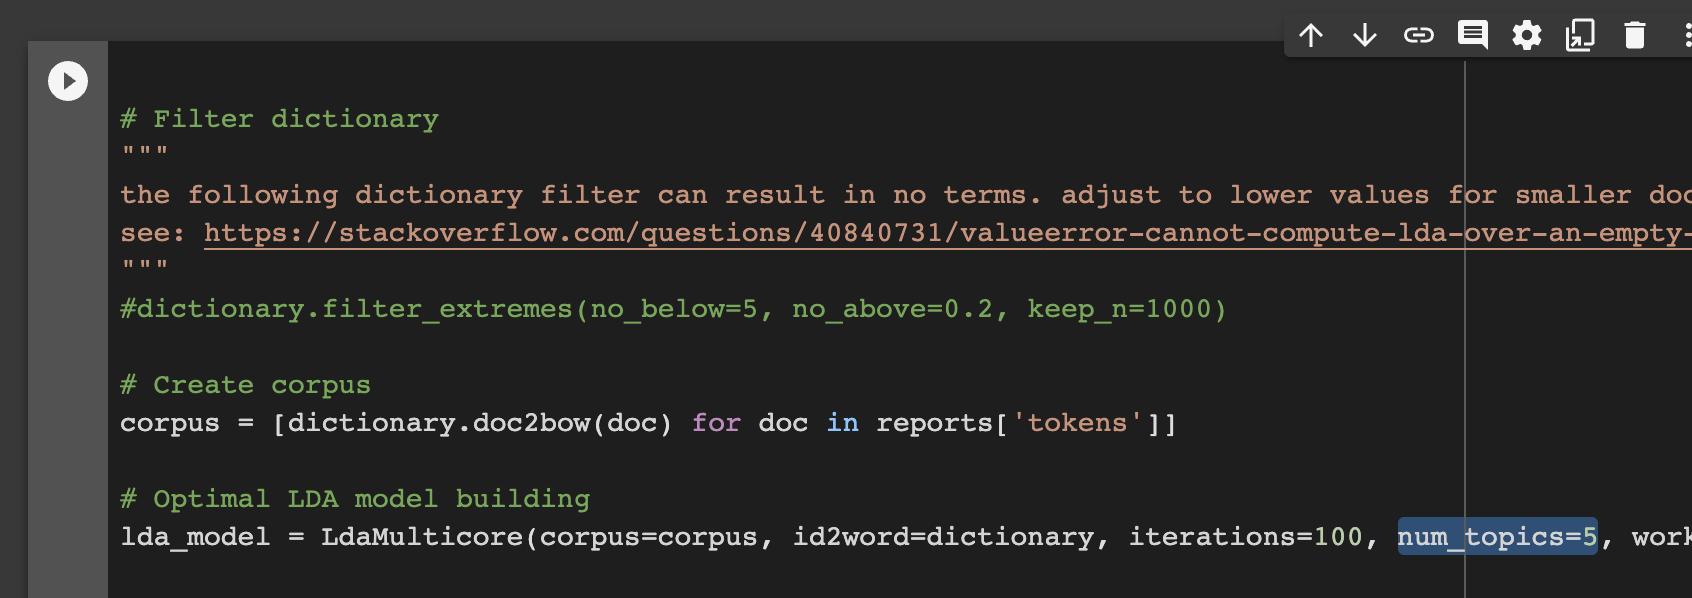 # Filter dictionary
"""
the following dictionary filter can result in no terms. adjust to lower values for smaller doc
see: https://stackoverflow.com/questions/40840731/valueerror-cannot-compute-lda-over-an-empty-
"""
#dictionary.filter_extremes(no_below=5, no_above=0.2, keep_n=1000)
# Create corpus
corpus = [dictionary.doc2bow(doc) for doc in reports['tokens']]
# Optimal LDA model building
lda_model = LdaMulticore(corpus=corpus, id2word=dictionary, iterations=100, num_topics=5, work